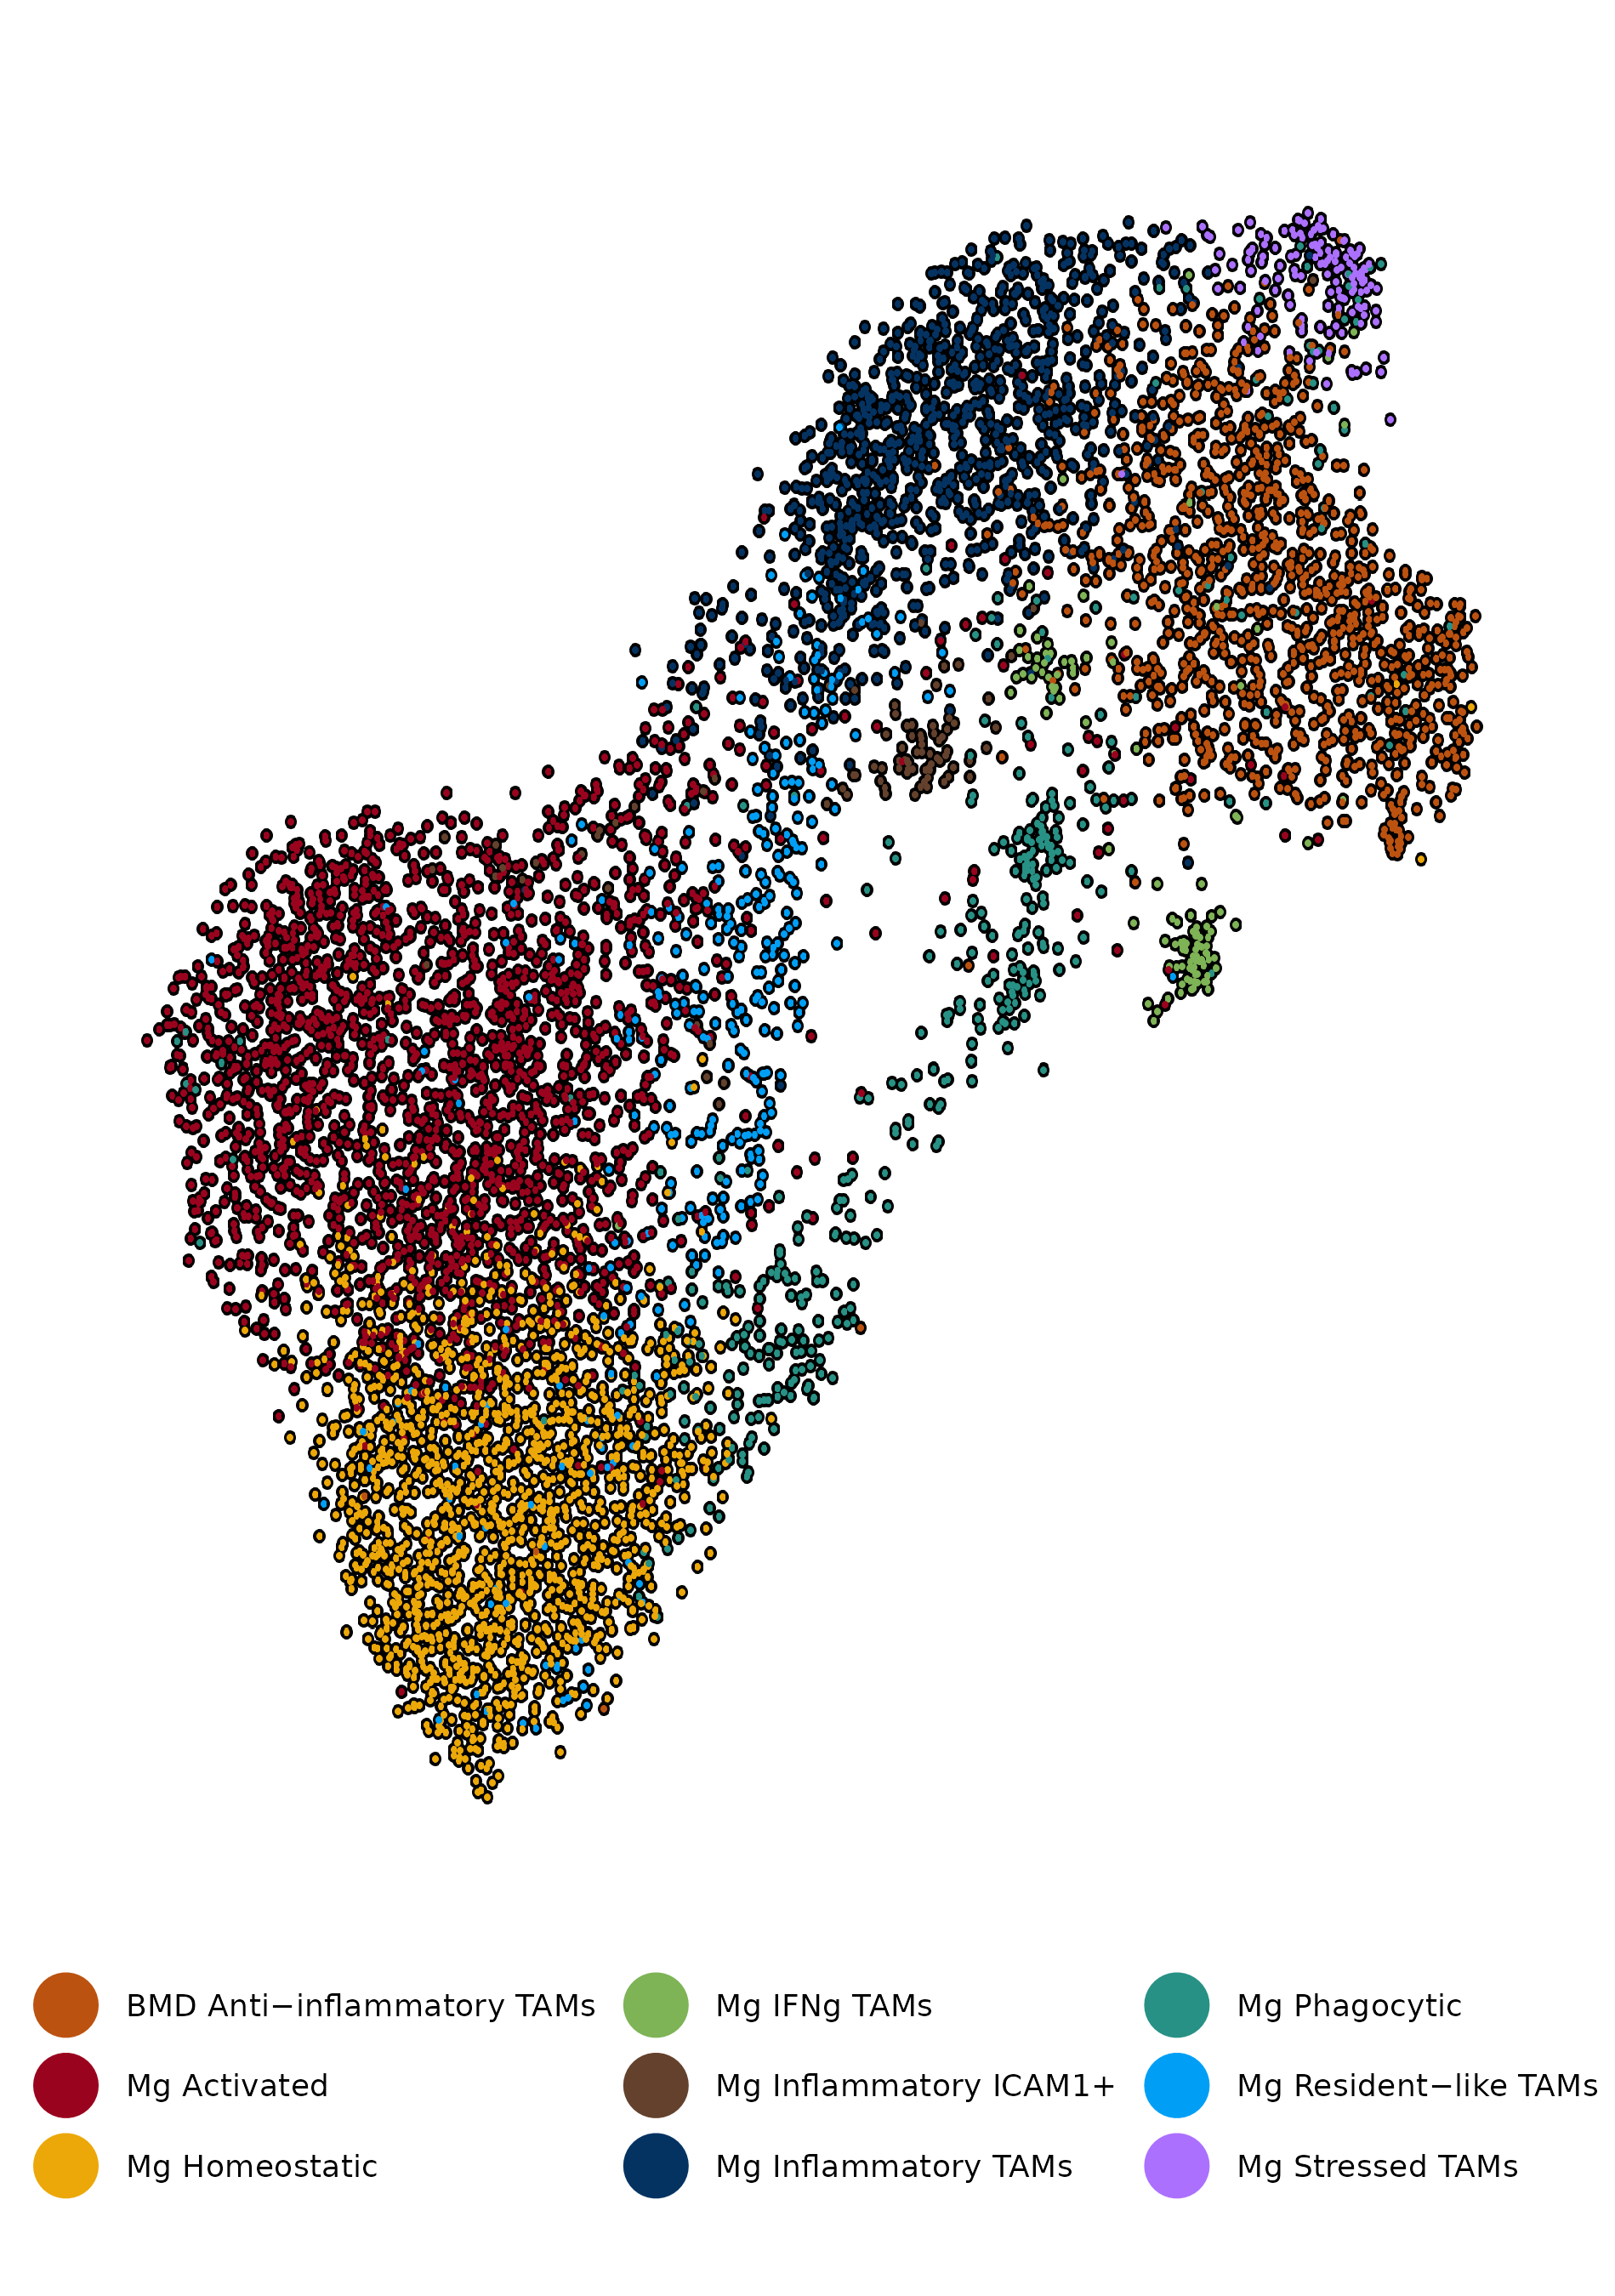 BMD Anti−inflammatory TAMs
Mg IFNg TAMs
Mg Phagocytic
Mg Activated
Mg Inflammatory ICAM1+
Mg Resident−like TAMs
Mg Homeostatic
Mg Inflammatory TAMs
Mg Stressed TAMs